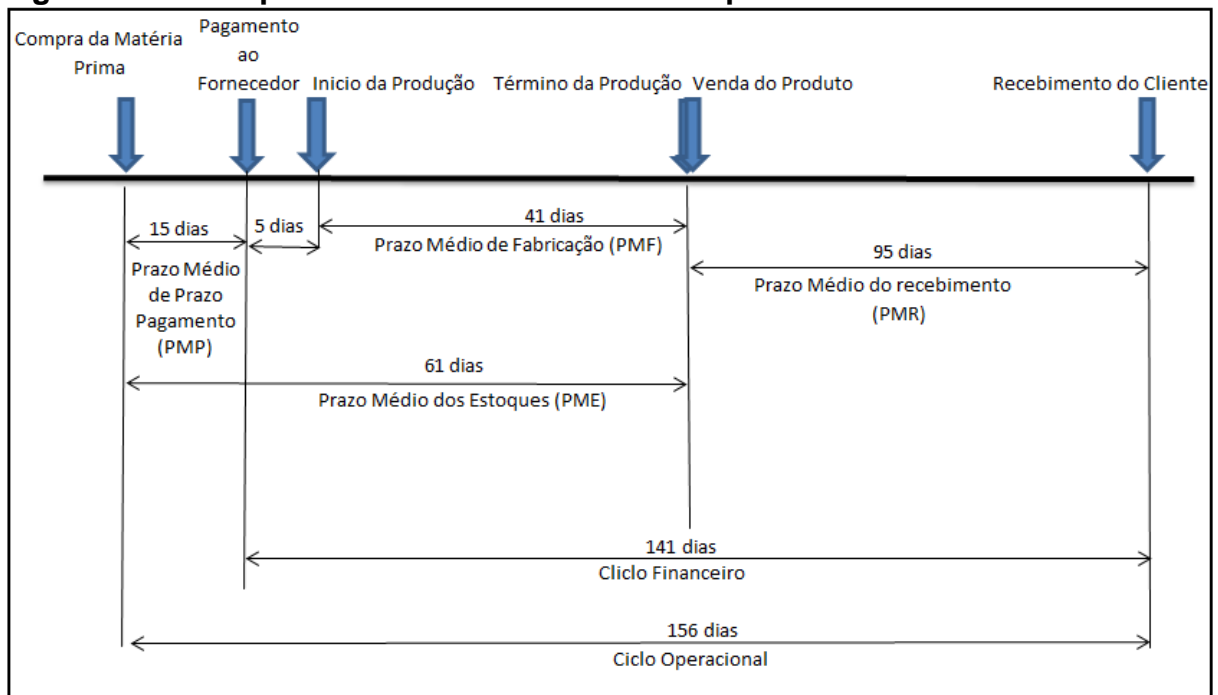 Compra da Matéria
Prima
Pagamento
ao
Fornecedor
Inicio da Produção
Término da Produção
Venda do Produto
Recebimento do Cliente
15 dias
5 dias
41 dias
Prazo Médio de Fabricação (PMF)
95 dias
Prazo Médio do recebimento
(PMR)
Prazo Médio
de Prazo
Pagamento
(PMP)
61 dias
Prazo Médio dos Estoques (PME)
141 dias
Cliclo Financeiro
156 dias
Ciclo Operacional